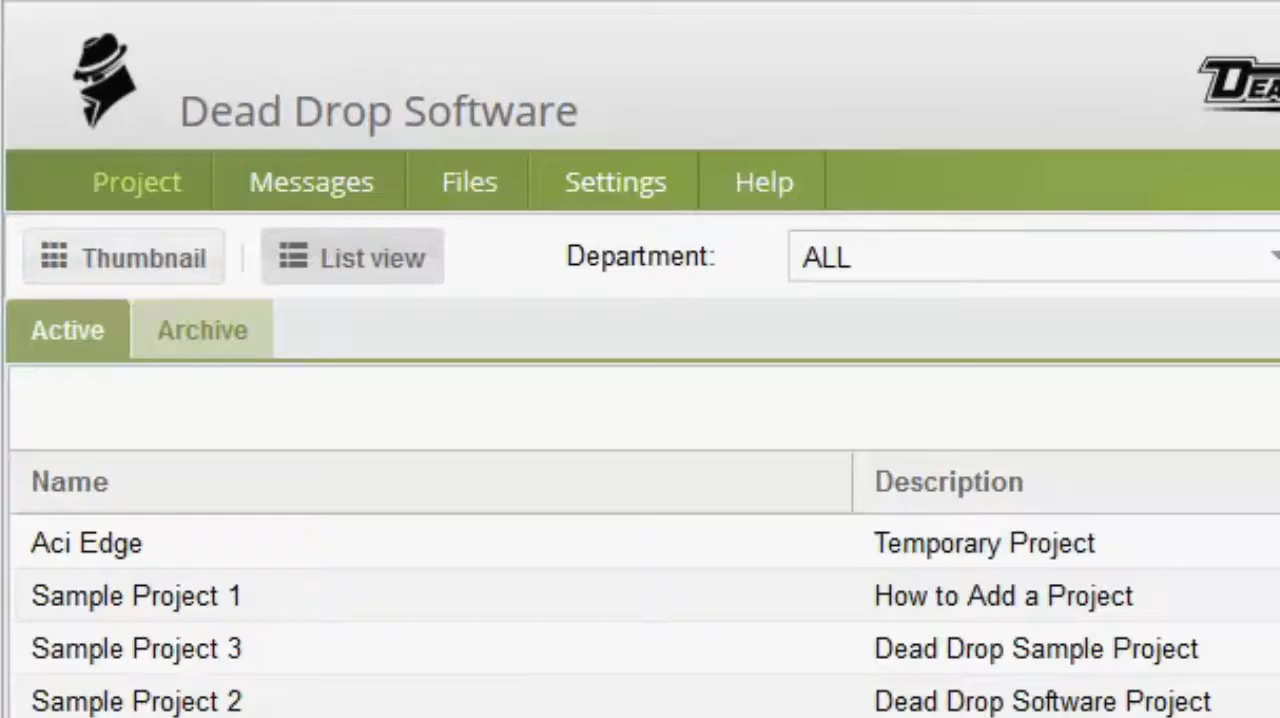 Dead Drop Software
DEA
Project Messages Files Settings Help
Thumbnail List view Department: ALL
Active Archive
Name Description
Aci Edge Temporary Project
Sample Project 1 How to Add a Project
Sample Project 3 Dead Drop Sample Project
Sample Project 2 Dead Drop Software Project